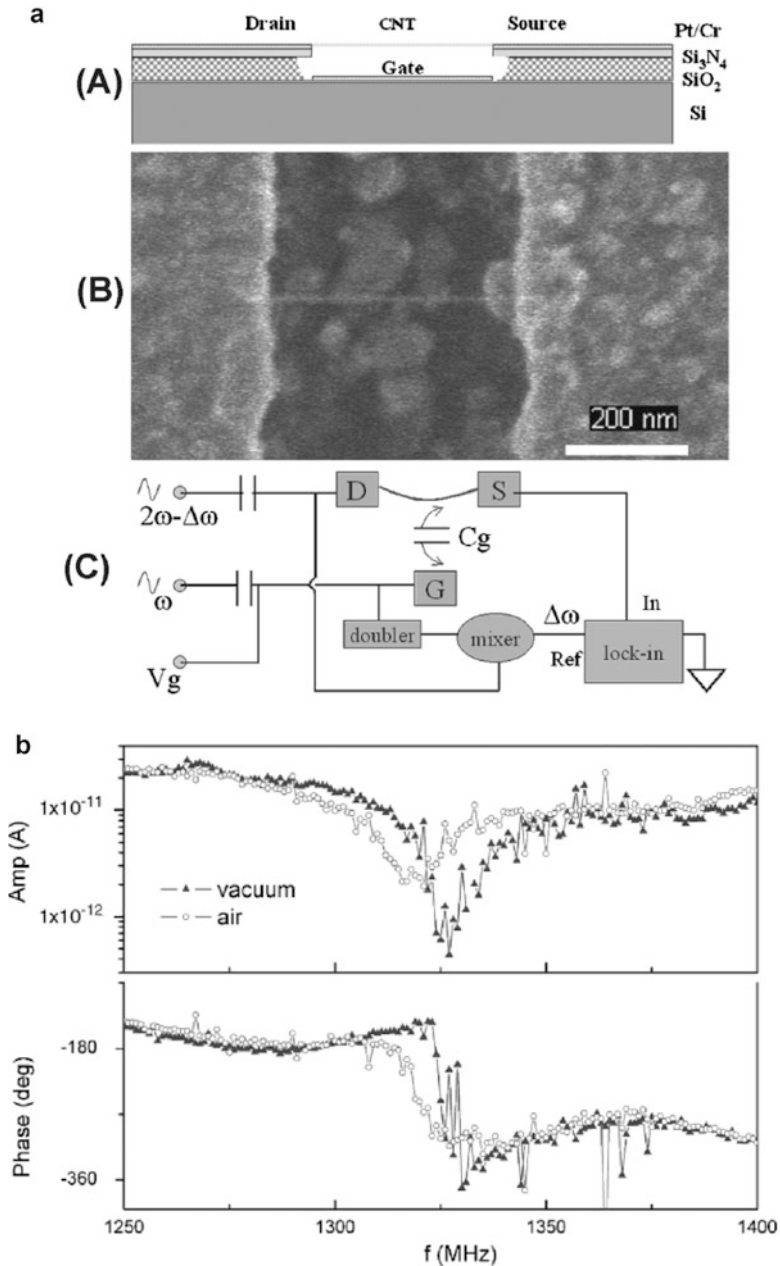 a
Drain CNT Source
Pt/Cr
Si₃N₄
Gate
SiO₂
(A)
Si
(B)
200 nm
D S
2ω-Δω
Cg
(C)
ω
G
In
doubler mixer Δω
Ref lock-in
Vg
b
1x10⁻¹¹
Amp (A)
vacuum
1x10⁻¹²
air
-180
Phase (deg)
-360
1250 1300 1350 1400
f (MHz)